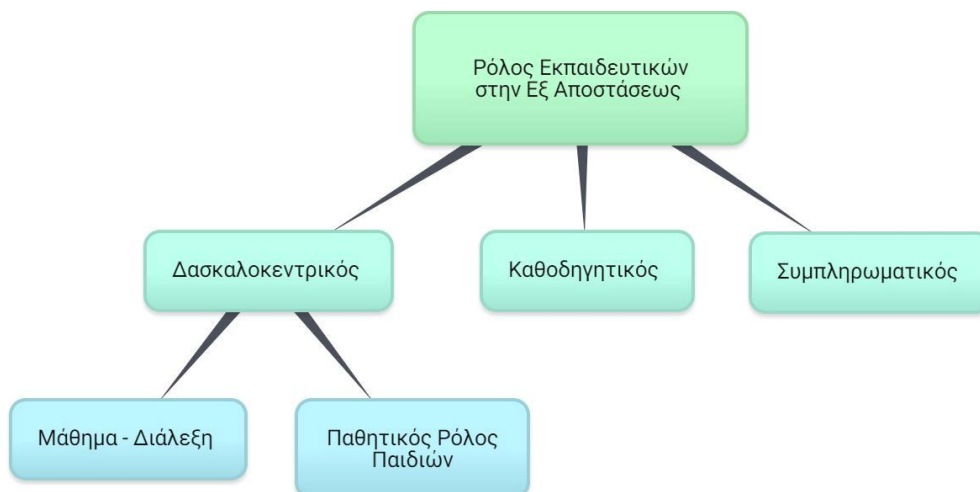 Ρόλος Εκπαιδευτικών
στην Εξ Αποστάσεως
Δασκαλοκεντρικός
Καθοδηγητικός
Συμπληρωματικός
Μάθημα - Διάλεξη
Παθητικός Ρόλος
Παιδιών